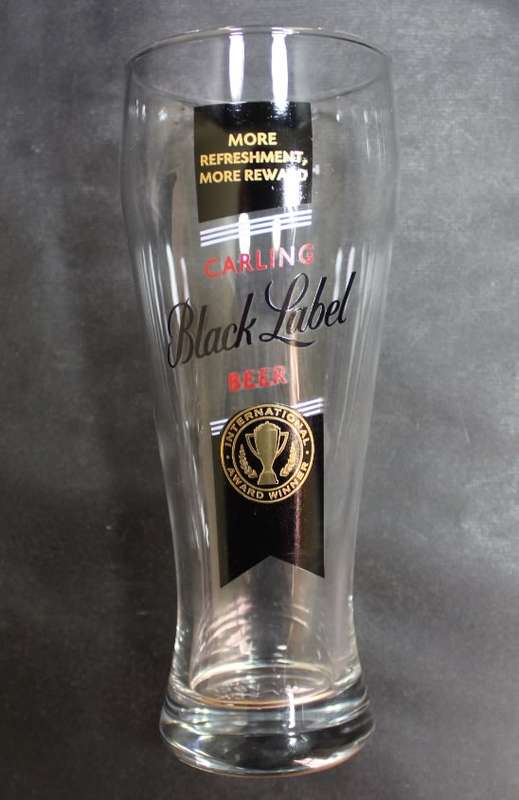 MORE
REFRESHMENT,
MORE REWARD
CARLING
Black Label
BEER
INTERNATIONAL
AWARD WINNER